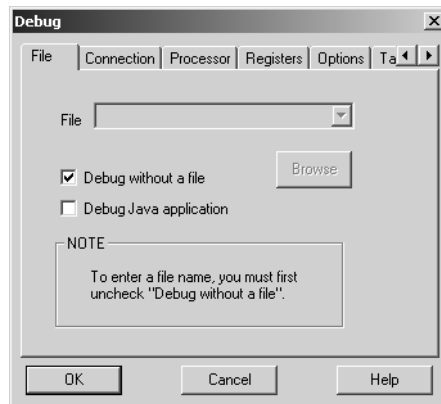 Debug
File Connection Processor Registers Options Ta
File
Browse
Debug without a file
Debug Java application
NOTE
To enter a file name, you must first
uncheck "Debug without a file".
OK Cancel Help